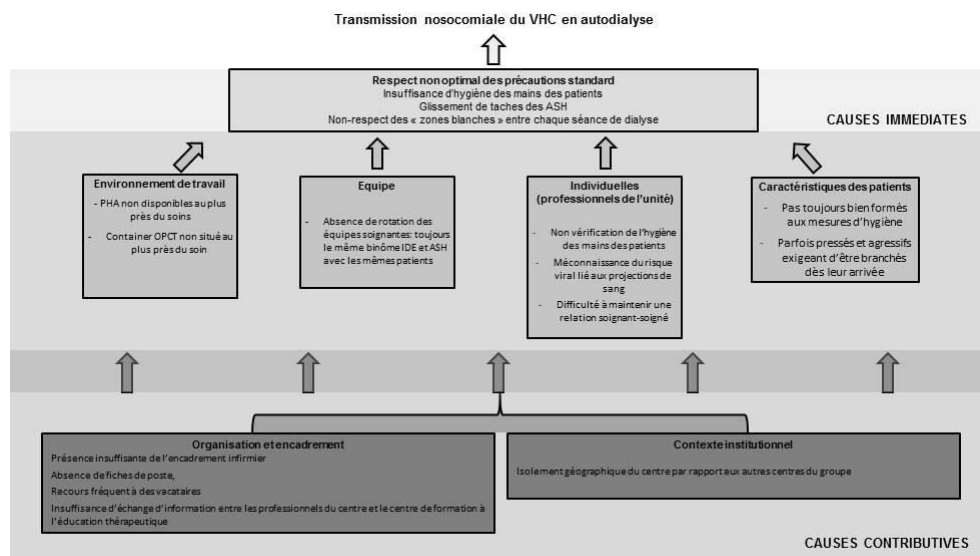 Transmission nosocomiale du VHC en autodialyse
Respect non optimal des précautions standard
Insuffisance d'hygiène des mains des patients
Glissement de taches des ASH
Non-respect des « zones blanches » entre chaque séance de dialyse
CAUSES IMMEDIATES
Environnement de travail
- PHA non disponibles au plus
près du soins
- Container OPCT non situé au
plus près du soin
Equipe
- Absence de rotation des
équipes soignantes: toujours
le même binôme IDE et ASH
avec les mêmes patients
Individuelles
(professionnels de l'unité)
- Non vérification de l'hygiène
des mains des patients
- Méconnaissance du risque
viral lié aux projections de
sang
- Difficulté à maintenir une
relation soignant-soigné
Caractéristiques des patients
- Pas toujours bien formés
aux mesures d'hygiène
- Parfois pressés et agressifs
exigeant d'être branchés
dès leur arrivée
Organisation et encadrement
Présence insuffisante de l'encadrement infirmier
Absence de fiches de poste,
Recours fréquent à des vacataires
Insuffisance d'échange d'information entre les professionnels du centre et le centre de formation à
l'éducation thérapeutique
Contexte institutionnel
Isolement géographique du centre par rapport aux autres centres du groupe
CAUSES CONTRIBUTIVES